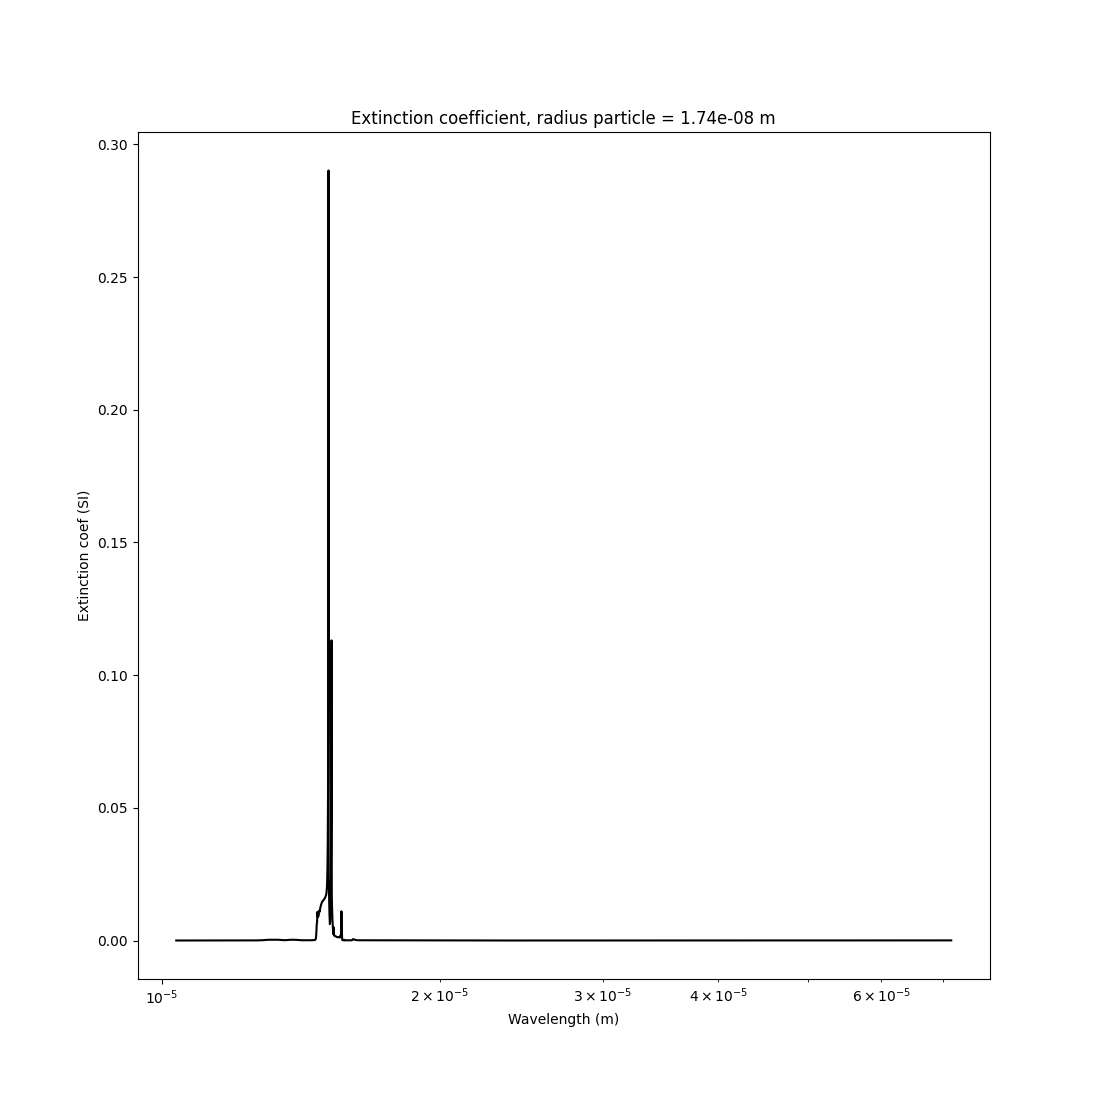 Extinction coefficient, radius particle = 1.74e-08 m
0.30
0.25
0.20
0.15
0.10
0.05
0.00
Extinction coef (SI)
10⁻⁵ 2 × 10⁻⁵ 3 × 10⁻⁵ 4 × 10⁻⁵ 6 × 10⁻⁵
Wavelength (m)